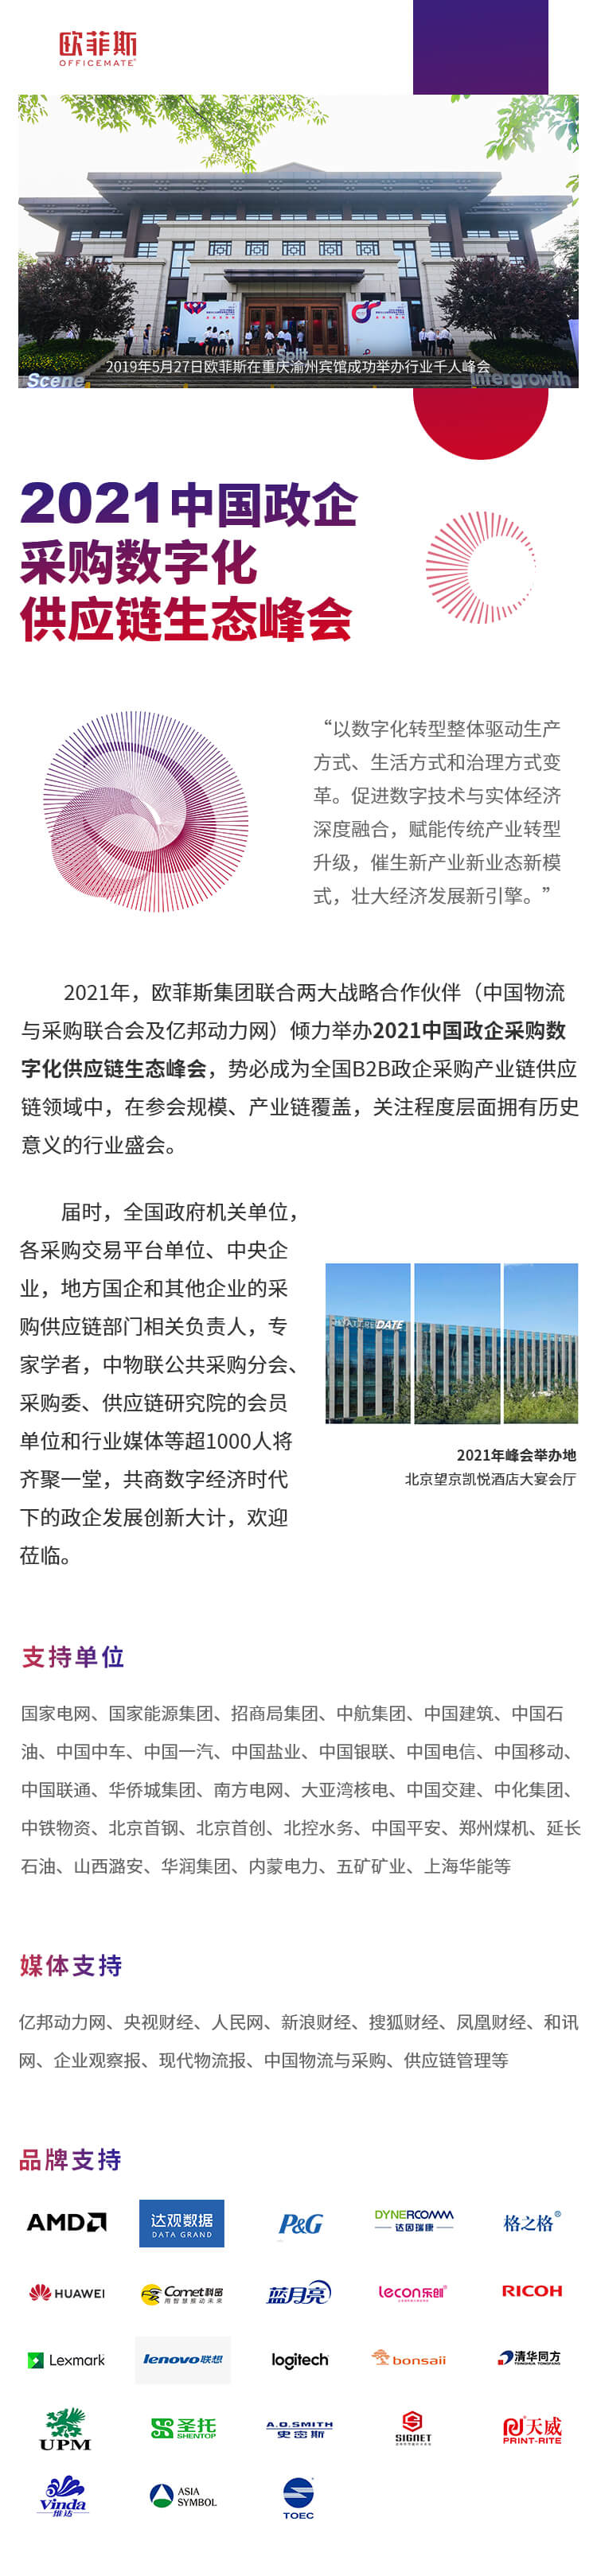 欧菲斯
OFFICEMATE
Split
2019年5月27日欧菲斯在重庆渝州宾馆成功举办行业千人峰会
Scene
Intergrowth
2021中国政企
采购数字化
供应链生态峰会
“以数字化转型整体驱动生产
方式、生活方式和治理方式变
革。促进数字技术与实体经济
深度融合，赋能传统产业转型
升级，催生新产业新业态新模
式，壮大经济发展新引擎。”
2021年，欧菲斯集团联合两大战略合作伙伴（中国物流
与采购联合会及亿邦动力网）倾力举办2021中国政企采购数
字化供应链生态峰会，势必成为全国B2B政企采购产业链供应
链领域中，在参会规模、产业链覆盖，关注程度层面拥有历史
意义的行业盛会。
届时，全国政府机关单位，
各采购交易平台单位、中央企
业，地方国企和其他企业的采
购供应链部门相关负责人，专
家学者，中物联公共采购分会、
采购委、供应链研究院的会员
单位和行业媒体等超1000人将
齐聚一堂，共商数字经济时代
下的政企发展创新大计，欢迎
莅临。
DATE
2021年峰会举办地
北京望京凯悦酒店大宴会厅
支持单位
国家电网、国家能源集团、招商局集团、中航集团、中国建筑、中国石
油、中国中车、中国一汽、中国盐业、中国银联、中国电信、中国移动、
中国联通、华侨城集团、南方电网、大亚湾核电、中国交建、中化集团、
中铁物资、北京首钢、北京首创、北控水务、中国平安、郑州煤机、延长
石油、山西潞安、华润集团、内蒙电力、五矿矿业、上海华能等
媒体支持
亿邦动力网、央视财经、人民网、新浪财经、搜狐财经、凤凰财经、和讯
网、企业观察报、现代物流报、中国物流与采购、供应链管理等
品牌支持
AMD
达观数据
DATA GRAND
P&G
DYNERCOMM
达因瑞康
格之格®
HUAWEI
Comet科密
用智慧推动未来
蓝月亮
Lecon乐创
RICOH
Lexmark
lenovo联想
logitech
bonsaii
清华同方
UPM
圣托
SHENTOP
A.O.SMITH
史密斯
SIGNET
天威
PRINT-RITE
Vinda
维达
ASIA
SYMBOL
TOEC